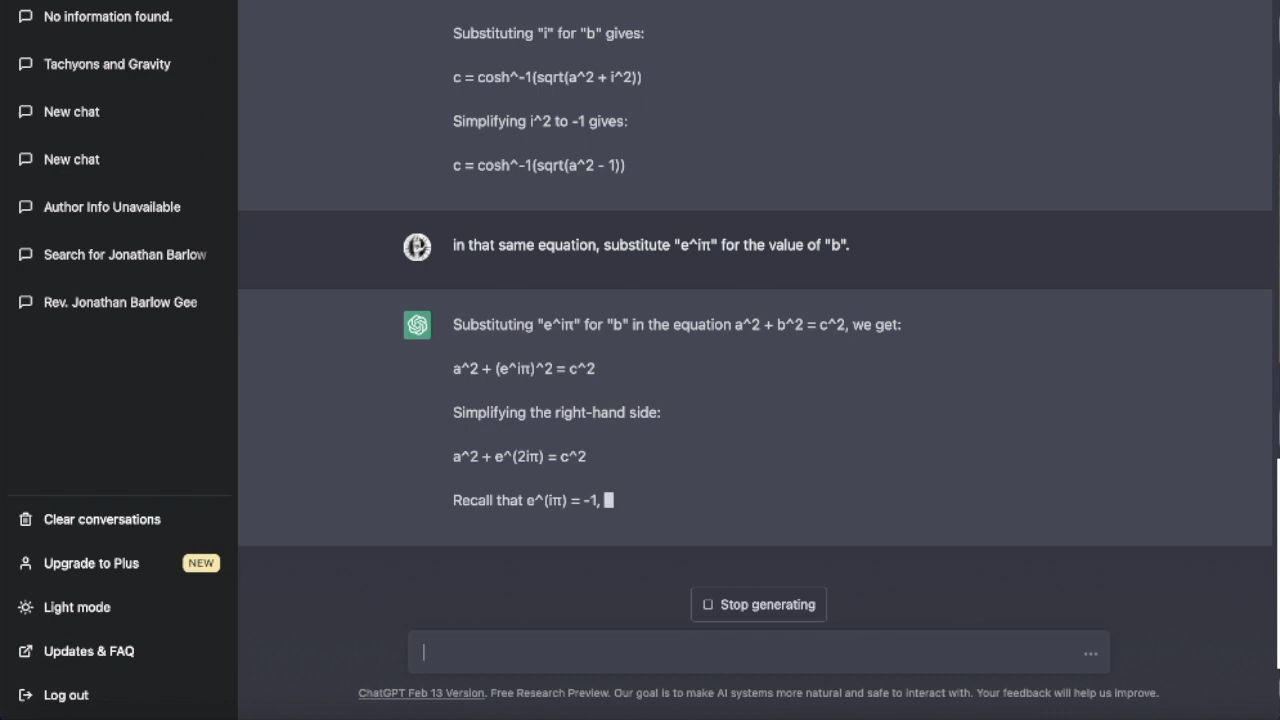 No information found.
Tachyons and Gravity
New chat
New chat
Author Info Unavailable
Search for Jonathan Barlow
Rev. Jonathan Barlow Gee
Clear conversations
Upgrade to Plus NEW
Light mode
Updates & FAQ
Log out
Substituting "i" for "b" gives:
c = cosh^-1(sqrt(a^2 + i^2))
Simplifying i^2 to -1 gives:
c = cosh^-1(sqrt(a^2 - 1))
in that same equation, substitute "e^iπ" for the value of "b".
Substituting "e^iπ" for "b" in the equation a^2 + b^2 = c^2, we get:
a^2 + (e^iπ)^2 = c^2
Simplifying the right-hand side:
a^2 + e^(2iπ) = c^2
Recall that e^(iπ) = -1,
Stop generating
ChatGPT Feb 13 Version. Free Research Preview. Our goal is to make AI systems more natural and safe to interact with. Your feedback will help us improve.